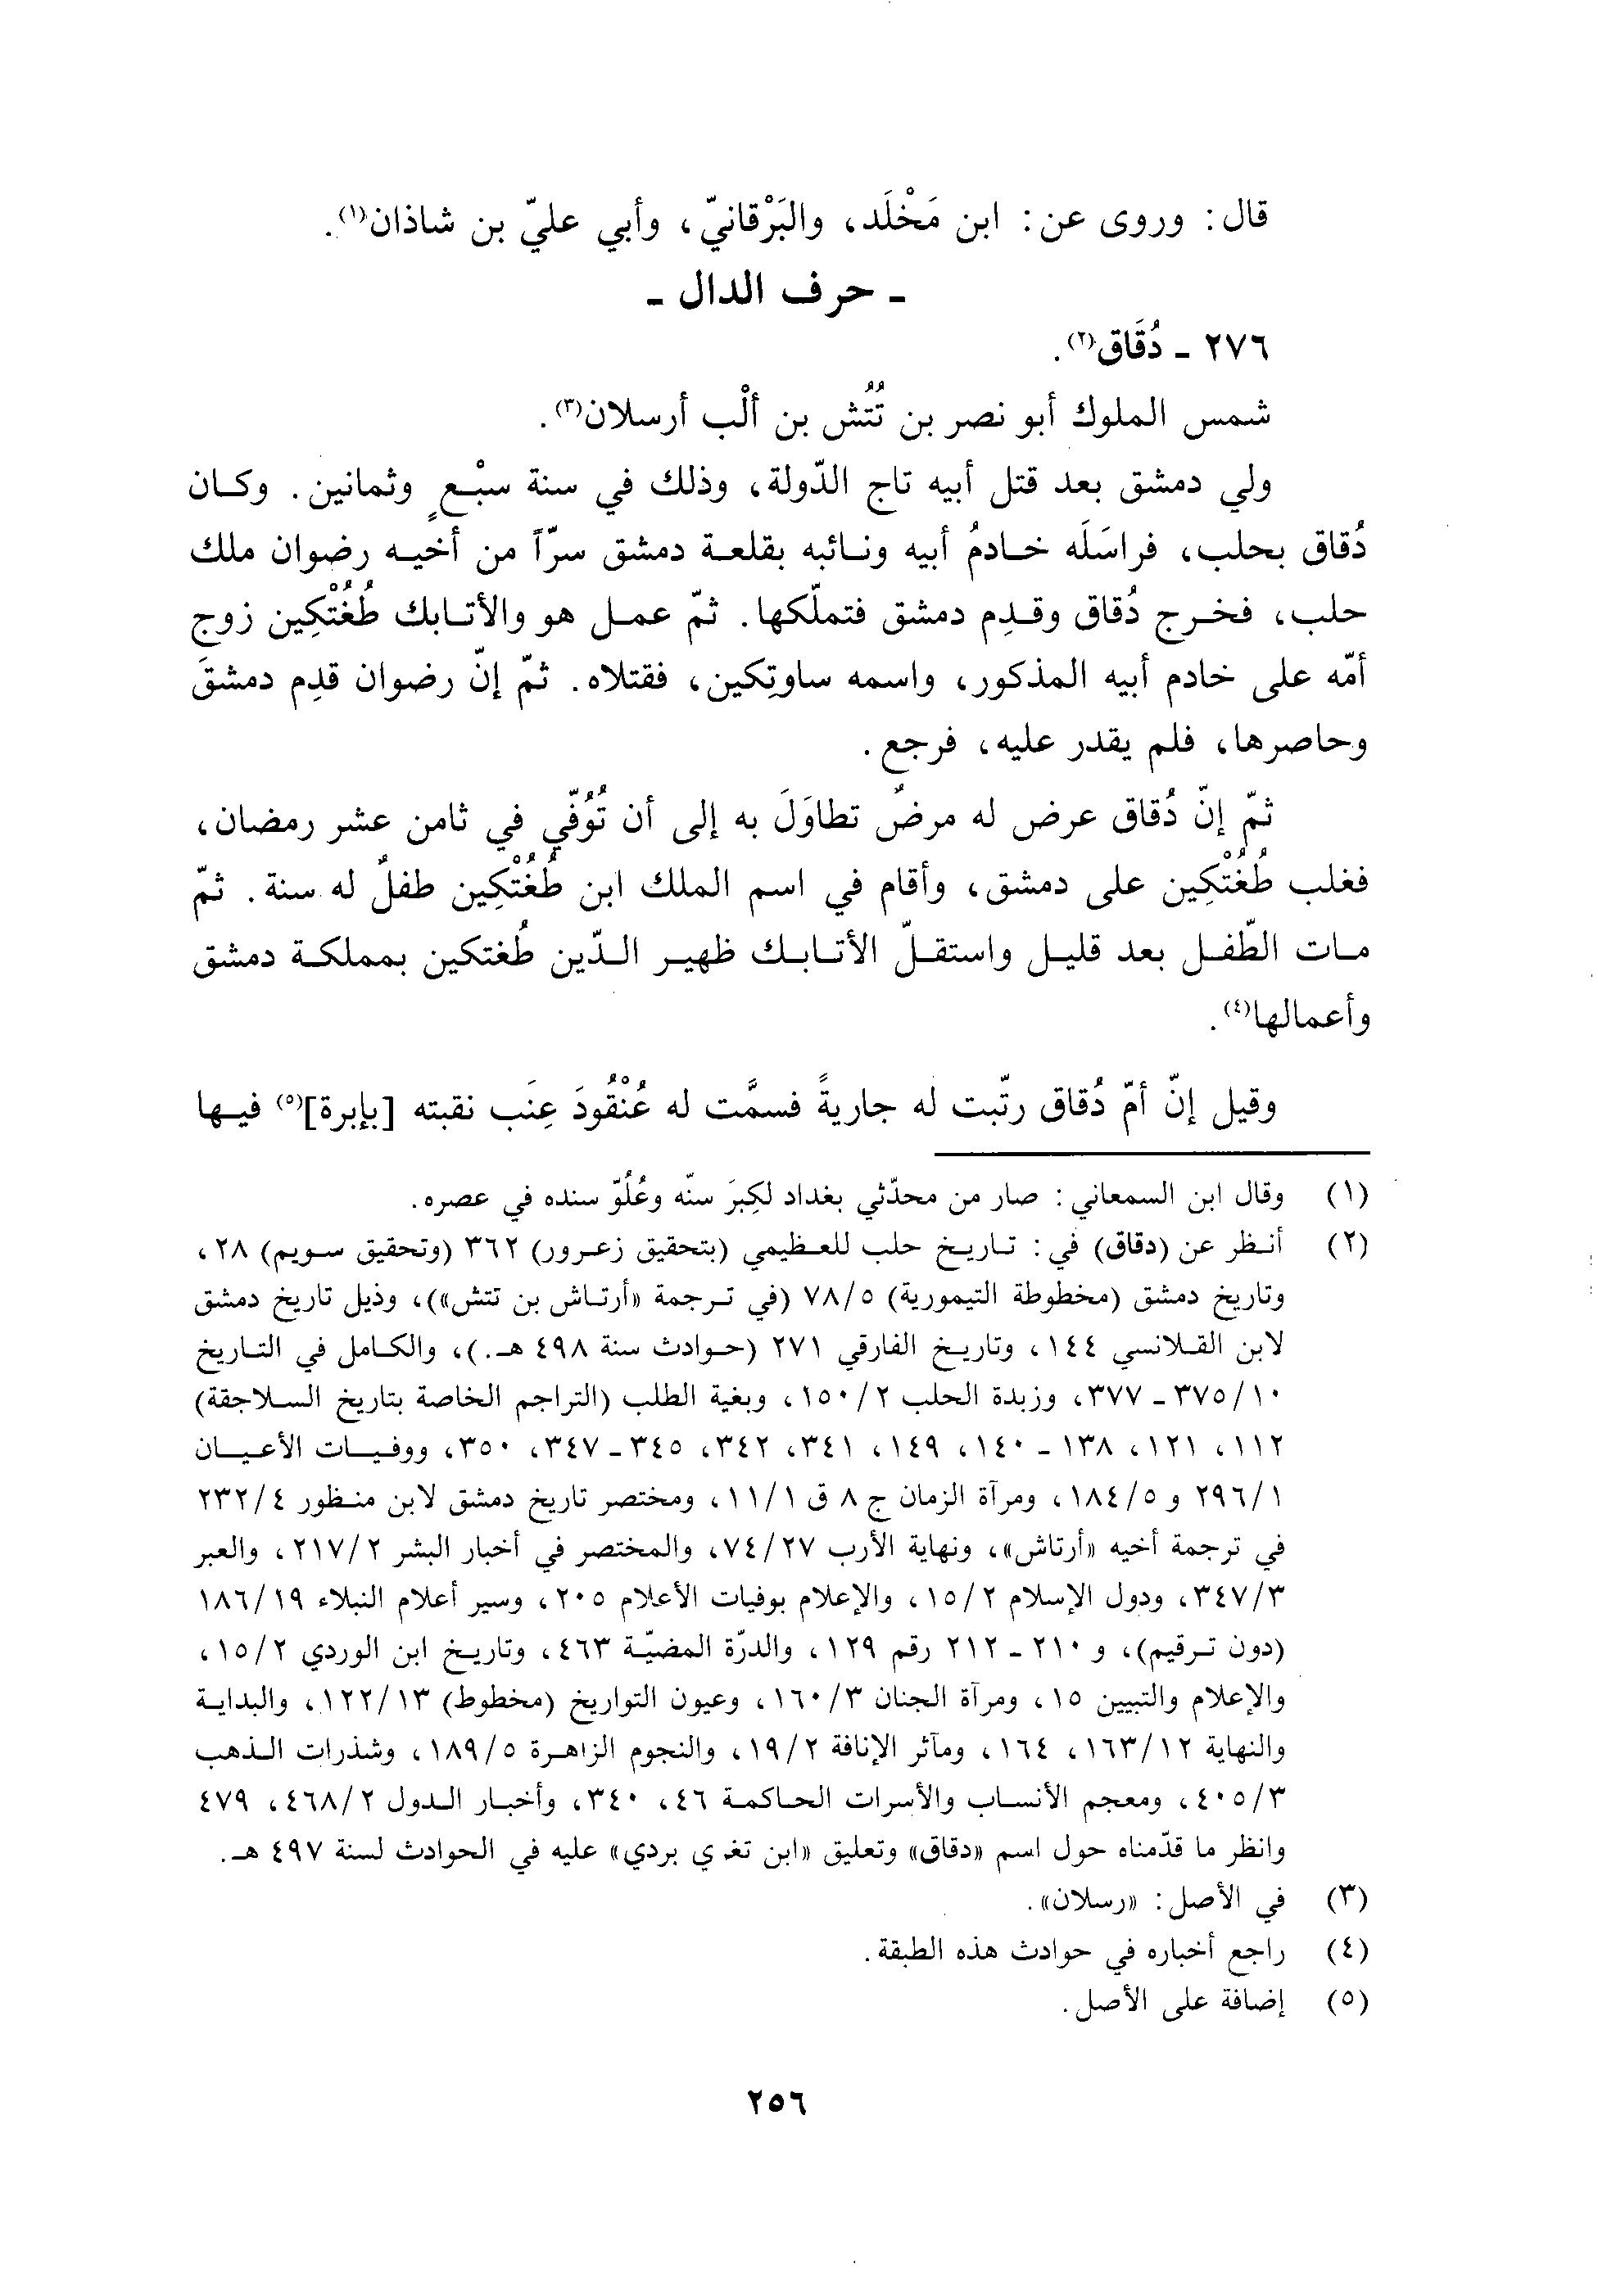 قال: وروى عن: ابن مَخْلَد، والبَرْقانيّ، وأبي عليّ بن شاذان(١).
ـ حرف الدال ـ
٢٧٦ ـ دُقَاق(٢).
شمس الملوك أبو نصر بن تُتُش بن ألْب أرسلان(٣).
ولي دمشق بعد قتل أبيه تاج الدّولة، وذلك في سنة سبْعٍ وثمانين. وكان
دُقاق بحلب، فراسَلَه خادمُ أبيه ونائبه بقلعة دمشق سرّاً من أخيه رضوان ملك
حلب، فخرج دُقاق وقدِم دمشق فتملّكها. ثمّ عمل هو والأتابك طُغُتْكِين زوج
أمّه على خادم أبيه المذكور، واسمه ساوتِكين، فقتلاه. ثمّ إنّ رضوان قدِم دمشقَ
وحاصرها، فلم يقدر عليه، فرجع.
ثمّ إنّ دُقاق عرض له مرضٌ تطاوَلَ به إلى أن تُوُفّي في ثامن عشر رمضان،
فغلب طُغُتْكِين على دمشق، وأقام في اسم الملك ابن طُغُتْكِين طفلٌ له سنة. ثمّ
مات الطّفل بعد قليل واستقلّ الأتابك ظهير الدّين طُغتكين بمملكة دمشق
وأعمالها(٤).
وقيل إنّ أمّ دُقاق رتّبت له جاريةً فسمَّت له عُنْقُودَ عِنَب نقبته [بإبرة](٥) فيها
(١) وقال ابن السمعاني: صار من محدّثي بغداد لكِبرَ سنّه وعُلُوّ سنده في عصره.
(٢) أنظر عن (دقاق) في: تاريخ حلب للعظيمي (بتحقيق زعرور) ٣٦٢ (وتحقيق سويم) ٢٨،
وتاريخ دمشق (مخطوطة التيمورية) ٧٨/٥ (في ترجمة «أرتاش بن تتش»)، وذيل تاريخ دمشق
لابن القلانسي ١٤٤، وتاريخ الفارقي ٢٧١ (حوادث سنة ٤٩٨ هـ.)، والكامل في التاريخ
٣٧٥/١٠ ـ ٣٧٧، وزبدة الحلب ١٥٠/٢، وبغية الطلب (التراجم الخاصة بتاريخ السلاجقة)
١١٢، ١٢١، ١٣٨ ـ ١٤٠، ١٤٩، ٣٤١، ٣٤٢، ٣٤٥ ـ ٣٤٧، ٣٥٠، ووفيات الأعيان
٢٩٦/١ و ١٨٤/٥، ومرآة الزمان ج ٨ ق ١١/١، ومختصر تاريخ دمشق لابن منظور ٢٣٢/٤
في ترجمة أخيه «أرتاش»، ونهاية الأرب ٧٤/٢٧، والمختصر في أخبار البشر ٢١٧/٢، والعبر
٣٤٧/٣، ودول الإسلام ١٥/٢، والإعلام بوفيات الأعلام ٢٠٥، وسير أعلام النبلاء ١٨٦/١٩
(دون ترقيم)، و ٢١٠ ـ ٢١٢ رقم ١٢٩، والدرّة المضيّة ٤٦٣، وتاريخ ابن الوردي ١٥/٢،
والإعلام والتبيين ١٥، ومرآة الجنان ١٦٠/٣، وعيون التواريخ (مخطوط) ١٢٢/١٣، والبداية
والنهاية ١٦٣/١٢، ١٦٤، ومآثر الإنافة ١٩/٢، والنجوم الزاهرة ١٨٩/٥، وشذرات الذهب
٤٠٥/٣، ومعجم الأنساب والأسرات الحاكمة ٤٦، ٣٤٠، وأخبار الدول ٤٦٨/٢، ٤٧٩
وانظر ما قدّمناه حول اسم «دقاق» وتعليق «ابن تغري بردي» عليه في الحوادث لسنة ٤٩٧ هـ.
(٣) في الأصل: «رسلان».
(٤) راجع أخباره في حوادث هذه الطبقة.
(٥) إضافة على الأصل.
٢٥٦